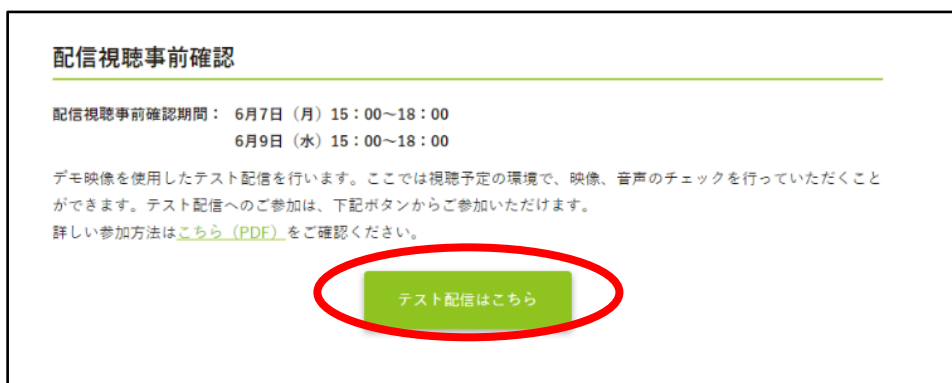 配信視聴事前確認
配信視聴事前確認期間： 6月7日（月）15：00～18：00
6月9日（水）15：00～18：00
デモ映像を使用したテスト配信を行います。ここでは視聴予定の環境で、映像、音声のチェックを行っていただくこと
ができます。テスト配信へのご参加は、下記ボタンからご参加いただけます。
詳しい参加方法はこちら（PDF）をご確認ください。
テスト配信はこちら